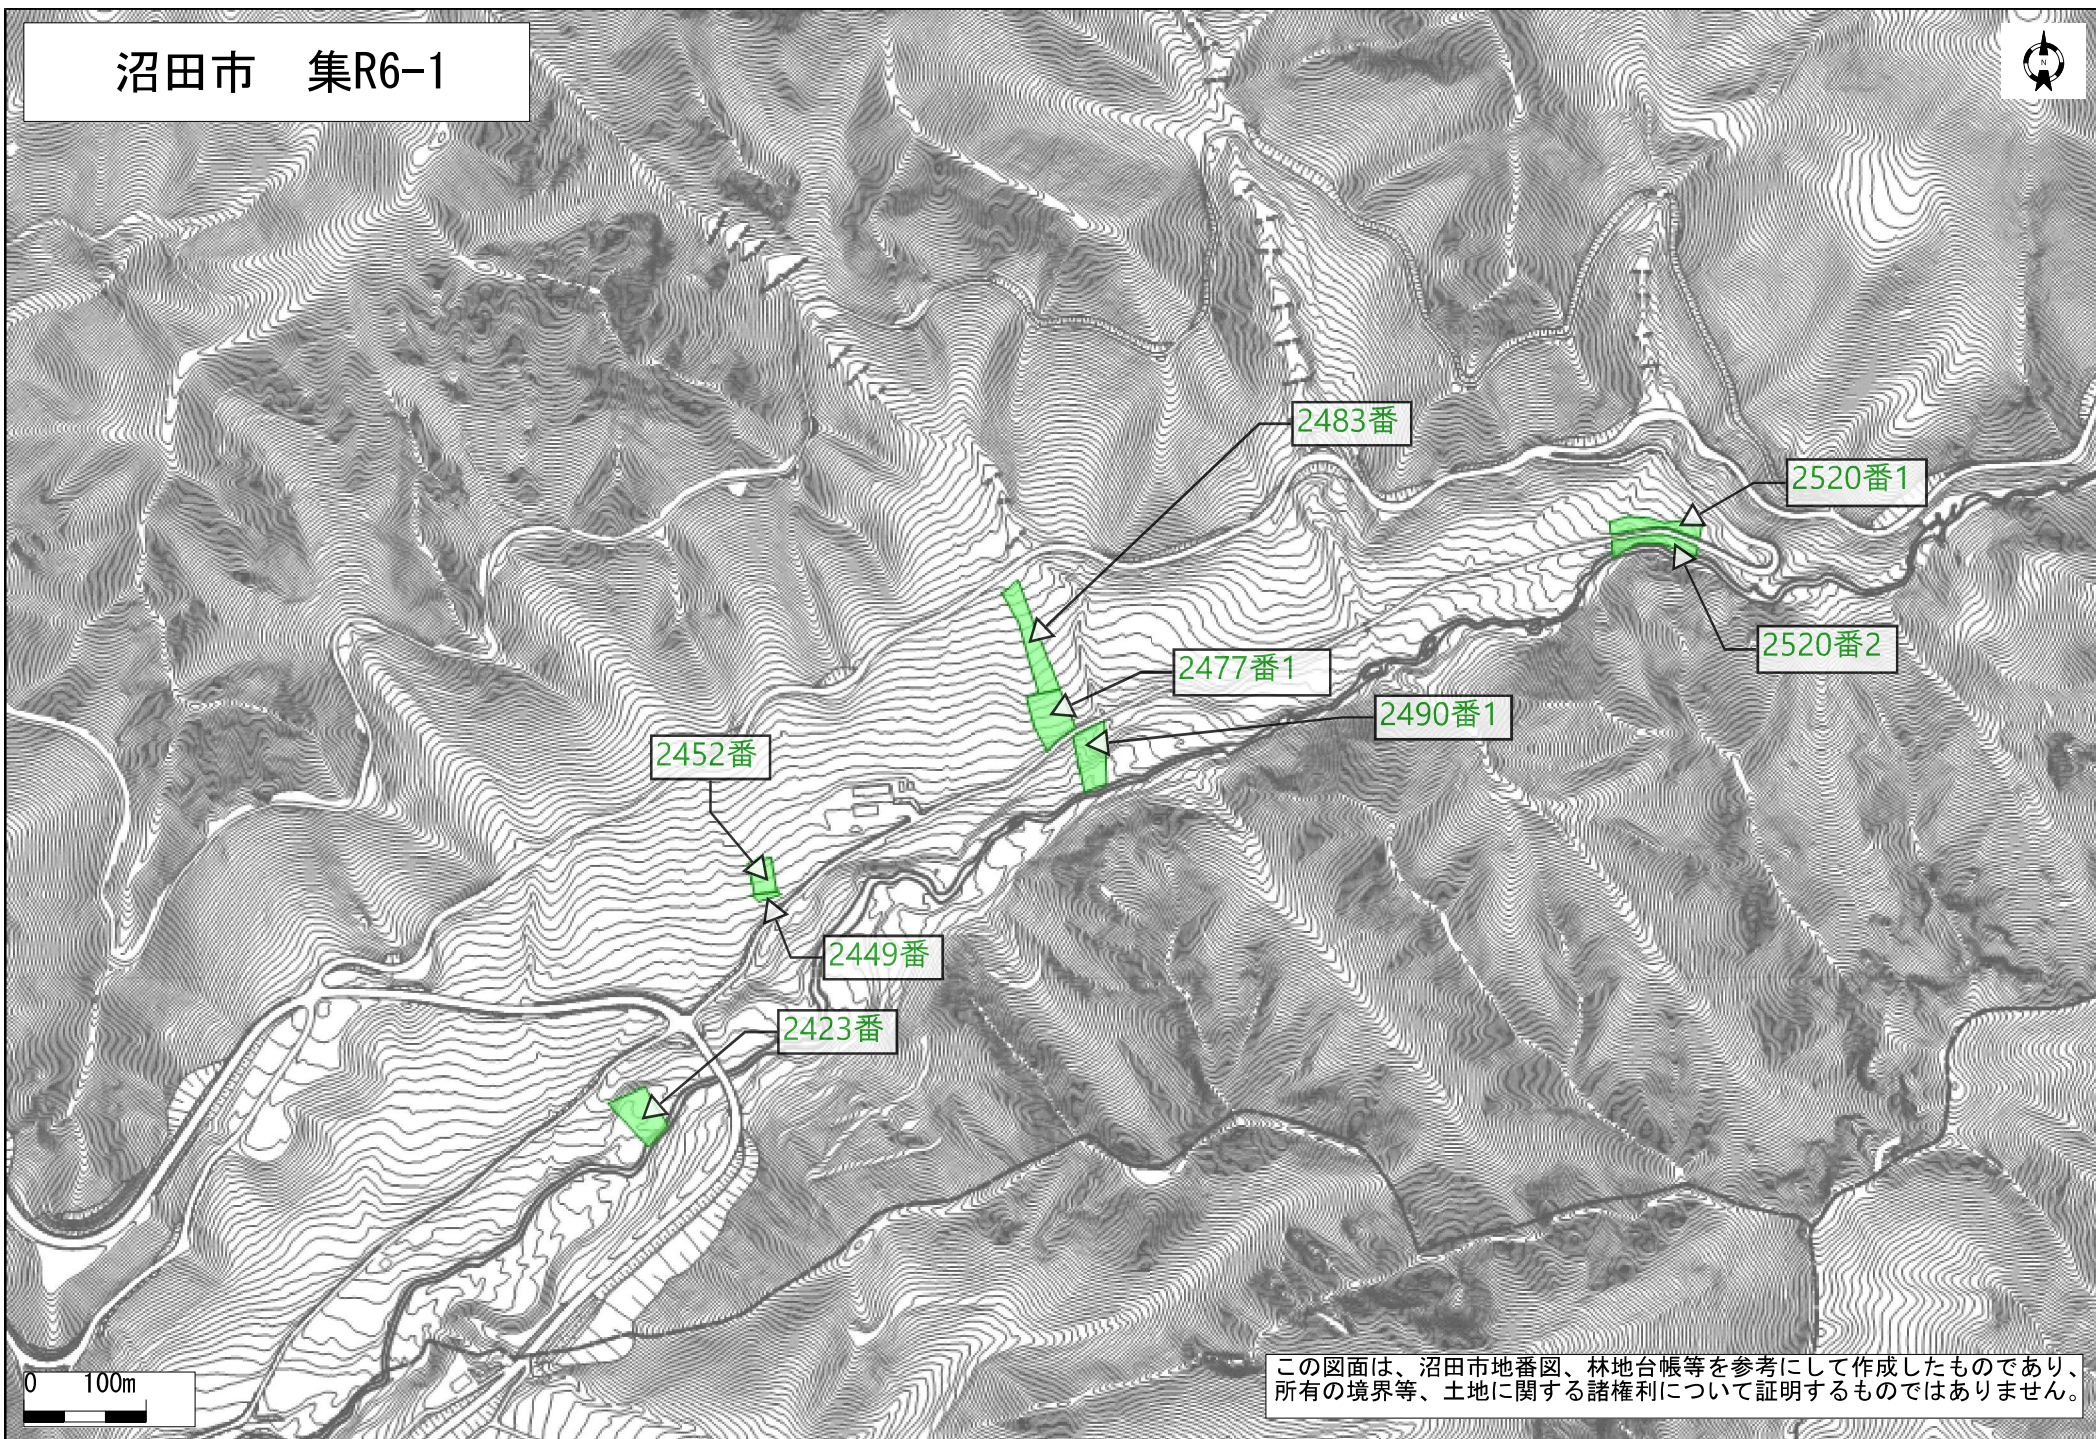 沼田市　集R6-1
N
2483番
2520番1
2520番2
2477番1
2490番1
2452番
2449番
2423番
0 100m
この図面は、沼田市地番図、林地台帳等を参考にして作成したものであり、
所有の境界等、土地に関する諸権利について証明するものではありません。